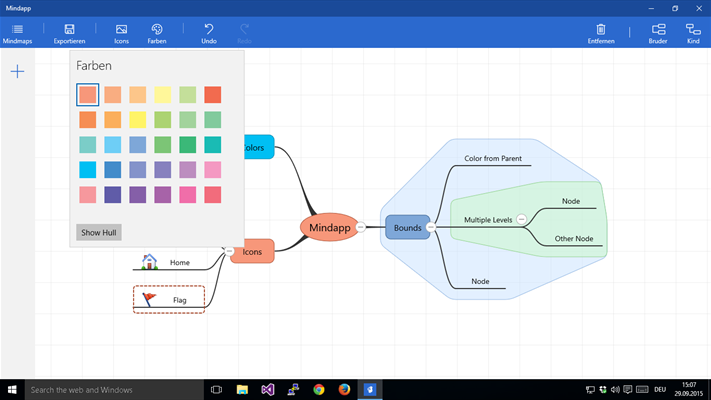 Mindapp
Mindmaps
Exportieren
Icons
Farben
Undo
Redo
Entfernen
Bruder
Kind
Farben
Show Hull
Colors
Icons
Home
Flag
Mindapp
Bounds
Color from Parent
Multiple Levels
Node
Other Node
Node
Search the web and Windows
DEU
15:07
29.09.2015